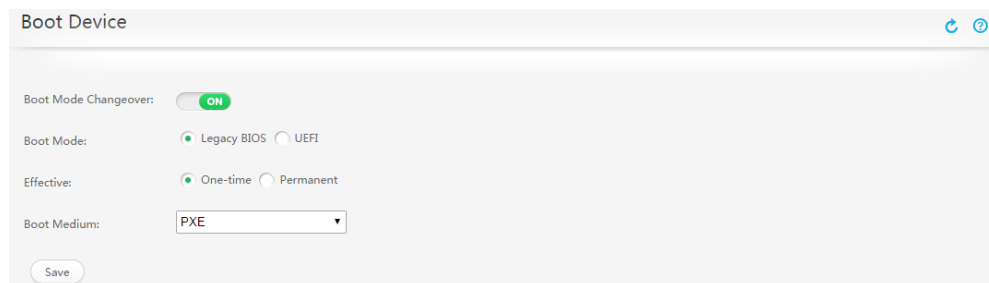 Boot Device
Boot Mode Changeover: ON
Boot Mode: Legacy BIOS UEFI
Effective: One-time Permanent
Boot Medium: PXE
Save